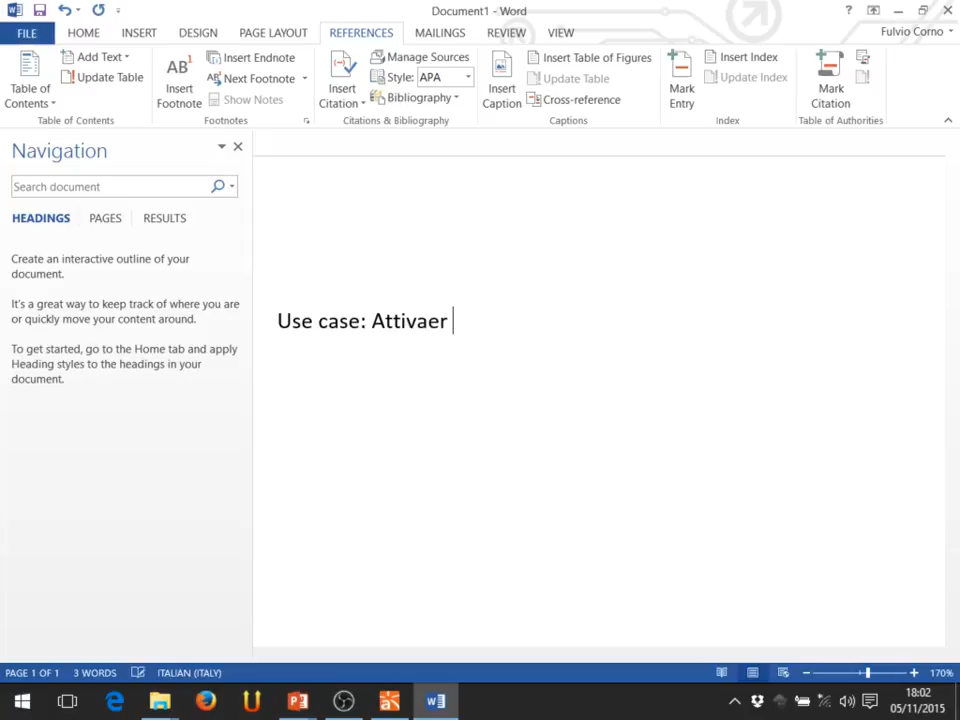 Document1 - Word
FILE HOME INSERT DESIGN PAGE LAYOUT REFERENCES MAILINGS REVIEW VIEW Fulvio Corno
Table of Contents
Add Text
Update Table
Table of Contents
AB1
Insert Footnote
Insert Endnote
Next Footnote
Show Notes
Footnotes
Insert Citation
Manage Sources
Style: APA
Bibliography
Citations & Bibliography
Insert Caption
Insert Table of Figures
Update Table
Cross-reference
Captions
Mark Entry
Insert Index
Update Index
Index
Mark Citation
Table of Authorities
Navigation
Search document
HEADINGS PAGES RESULTS
Create an interactive outline of your
document.
It's a great way to keep track of where you are
or quickly move your content around.
To get started, go to the Home tab and apply
Heading styles to the headings in your
document.
Use case: Attivaer
PAGE 1 OF 1 3 WORDS ITALIAN (ITALY) 170%
18:02
05/11/2015